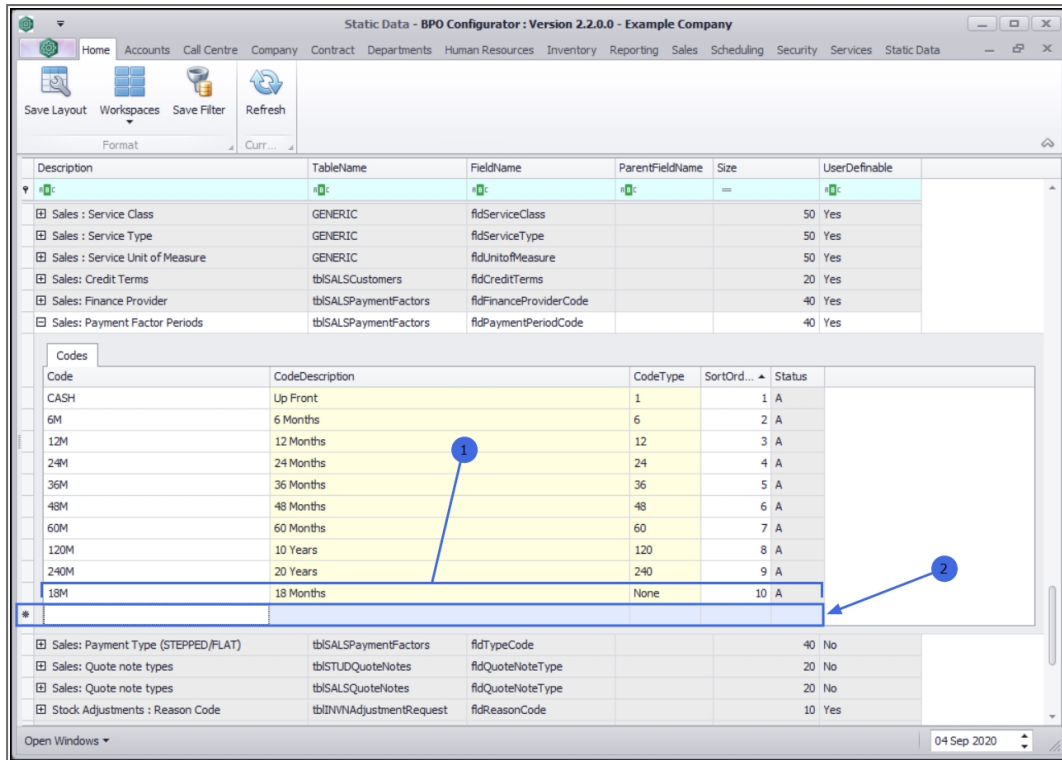 Static Data - BPO Configurator : Version 2.2.0.0 - Example Company
Home Accounts Call Centre Company Contract Departments Human Resources Inventory Reporting Sales Scheduling Security Services Static Data
Save Layout Workspaces Save Filter Refresh
Format Curr...
Description TableName FieldName ParentFieldName Size UserDefinable
Sales : Service Class GENERIC fldServiceClass 50 Yes
Sales : Service Type GENERIC fldServiceType 50 Yes
Sales : Service Unit of Measure GENERIC fldUnitofMeasure 50 Yes
Sales: Credit Terms tblSALSCustomers fldCreditTerms 20 Yes
Sales: Finance Provider tblSALSPaymentFactors fldFinanceProviderCode 40 Yes
Sales: Payment Factor Periods tblSALSPaymentFactors fldPaymentPeriodCode 40 Yes
Codes
Code CodeDescription CodeType SortOrd... Status
CASH Up Front 1 1 A
6M 6 Months 6 2 A
12M 12 Months 12 3 A
1
24M 24 Months 24 4 A
36M 36 Months 36 5 A
48M 48 Months 48 6 A
60M 60 Months 60 7 A
120M 10 Years 120 8 A
240M 20 Years 240 9 A
2
18M 18 Months None 10 A
Sales: Payment Type (STEPPED/FLAT) tblSALSPaymentFactors fldTypeCode 40 No
Sales: Quote note types tblSTUDQuoteNotes fldQuoteNoteType 20 No
Sales: Quote note types tblSALSQuoteNotes fldQuoteNoteType 20 No
Stock Adjustments : Reason Code tblINVNAdjustmentRequest fldReasonCode 10 Yes
Open Windows 04 Sep 2020